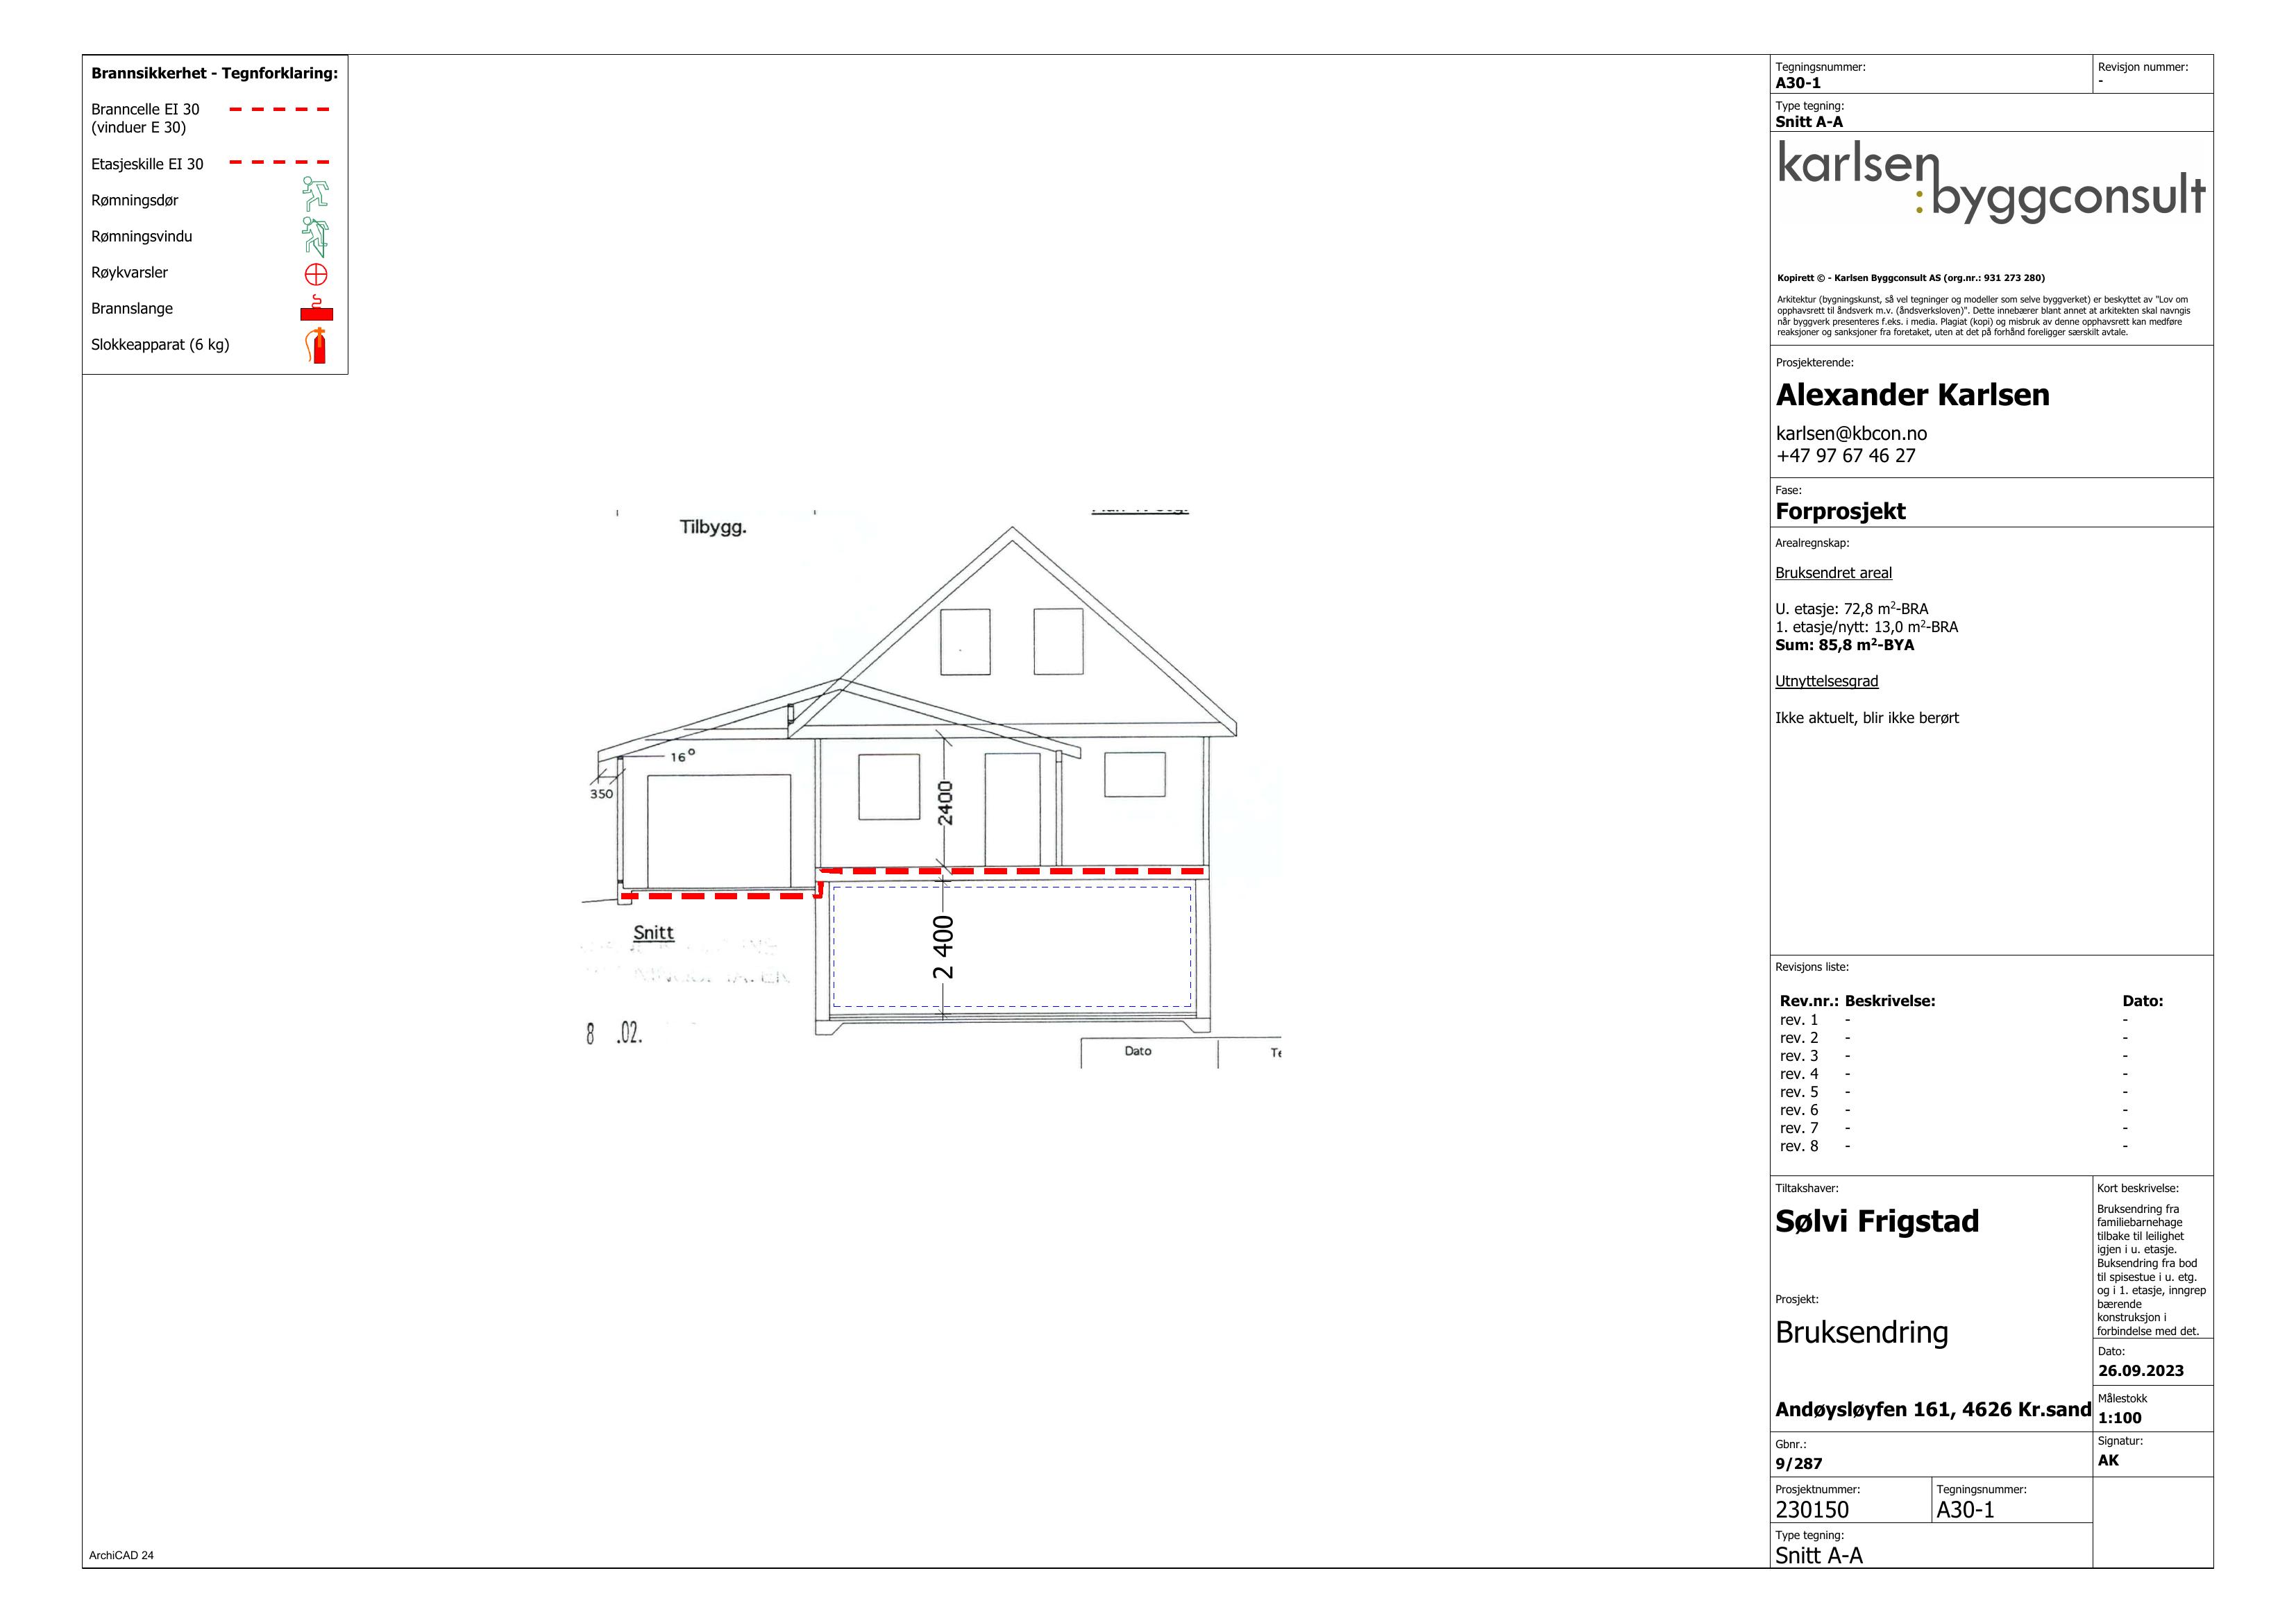 Brannsikkerhet - Tegnforklaring:
Branncelle EI 30
(vinduer E 30)
Etasjeskille EI 30
Rømningsdør
Rømningsvindu
Røykvarsler
Brannslange
Slokkeapparat (6 kg)
Tilbygg.
16°
350
2400
2 400
Snitt
8 .02.
Dato
ArchiCAD 24
Tegningsnummer:
A30-1
Revisjon nummer:
-
Type tegning:
Snitt A-A
karlsen
:byggconsult
Kopirett © - Karlsen Byggconsult AS (org.nr.: 931 273 280)
Arkitektur (bygningskunst, så vel tegninger og modeller som selve byggverket) er beskyttet av "Lov om
opphavsrett til åndsverk m.v. (åndsverksloven)". Dette innebærer blant annet at arkitekten skal navngis
når byggverk presenteres f.eks. i media. Plagiat (kopi) og misbruk av denne opphavsrett kan medføre
reaksjoner og sanksjoner fra foretaket, uten at det på forhånd foreligger særskilt avtale.
Prosjekterende:
Alexander Karlsen
karlsen@kbcon.no
+47 97 67 46 27
Fase:
Forprosjekt
Arealregnskap:
Bruksendret areal
U. etasje: 72,8 m²-BRA
1. etasje/nytt: 13,0 m²-BRA
Sum: 85,8 m²-BYA
Utnyttelsesgrad
Ikke aktuelt, blir ikke berørt
Revisjons liste:
Rev.nr.: Beskrivelse: Dato:
rev. 1 - -
rev. 2 - -
rev. 3 - -
rev. 4 - -
rev. 5 - -
rev. 6 - -
rev. 7 - -
rev. 8 - -
Tiltakshaver:
Sølvi Frigstad
Prosjekt:
Bruksendring
Andøysløyfen 161, 4626 Kr.sand
Kort beskrivelse:
Bruksendring fra
familiebarnehage
tilbake til leilighet
igjen i u. etasje.
Buksendring fra bod
til spisestue i u. etg.
og i 1. etasje, inngrep
bærende
konstruksjon i
forbindelse med det.
Dato:
26.09.2023
Målestokk
1:100
Gbnr.:
9/287
Signatur:
AK
Prosjektnummer:
230150
Tegningsnummer:
A30-1
Type tegning:
Snitt A-A